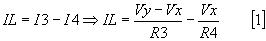 IL = I3 − I4 ⇒ IL = (Vy − Vx)/R3 − Vx/R4 [1]